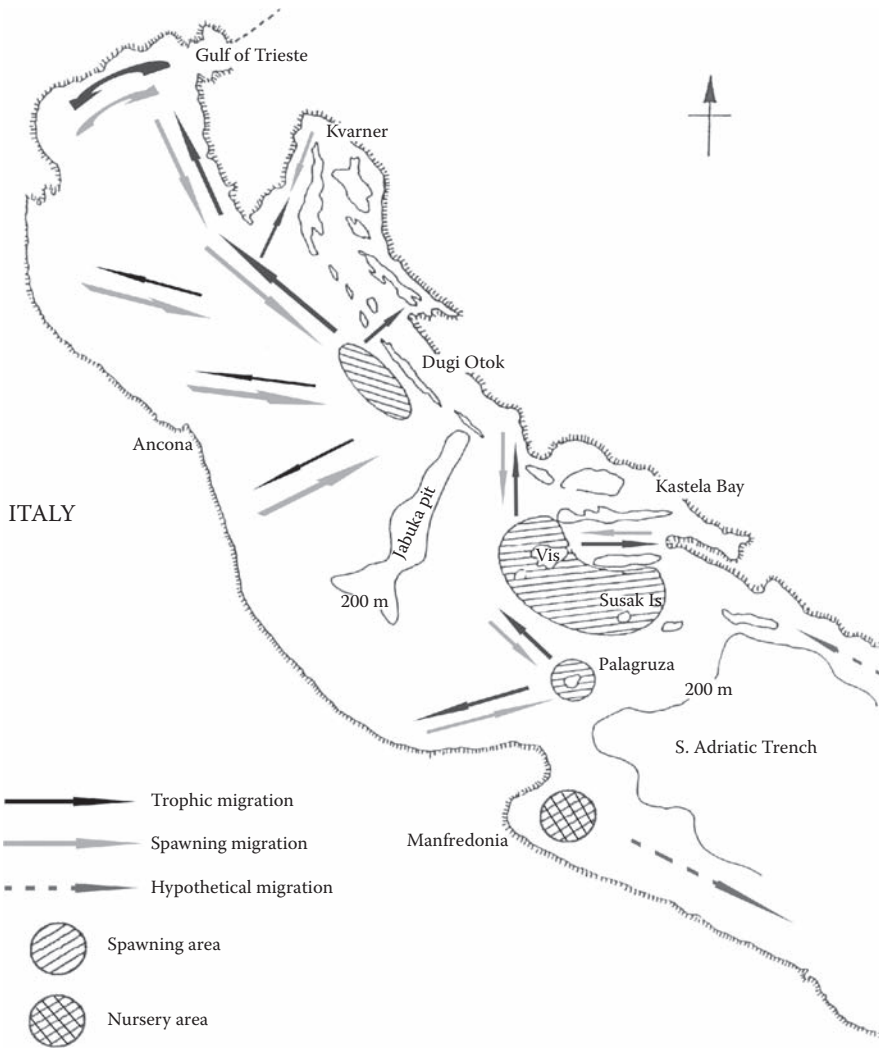 Gulf of Trieste
Kvarner
Dugi Otok
Ancona
Kastela Bay
ITALY
Jabuka pit
Vis
200 m
Susak Is
Palagruza
200 m
S. Adriatic Trench
Trophic migration
Manfredonia
Spawning migration
Hypothetical migration
Spawning area
Nursery area